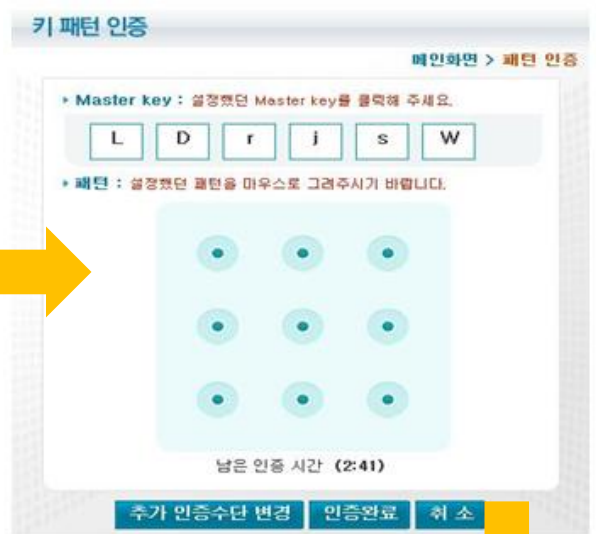 키 패턴 인증
메인화면 > 패턴 인증
▸ Master key : 설정했던 Master key를 클릭해 주세요.
L D r j s W
▸ 패턴 : 설정했던 패턴을 마우스로 그려주시기 바랍니다.
남은 인증 시간 (2:41)
추가 인증수단 변경 인증완료 취 소